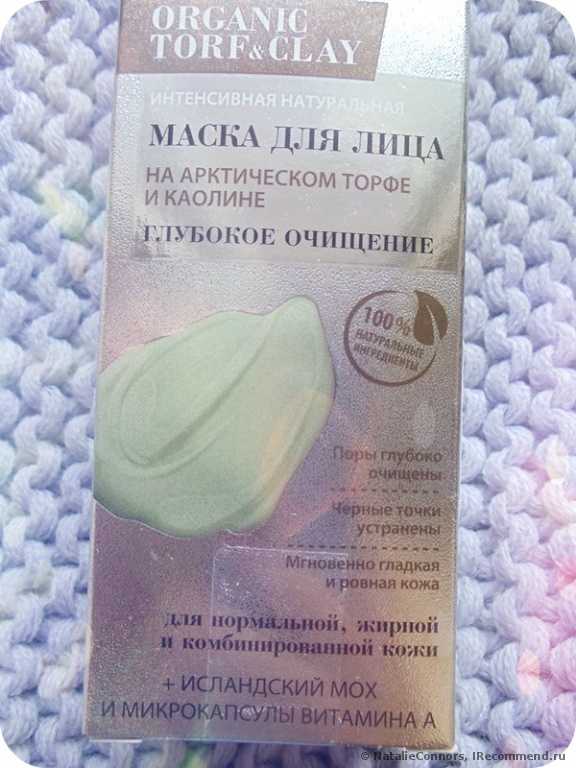 ORGANIC
TORF&CLAY
ИНТЕНСИВНАЯ НАТУРАЛЬНАЯ
МАСКА ДЛЯ ЛИЦА
НА АРКТИЧЕСКОМ ТОРФЕ
И КАОЛИНЕ
ГЛУБОКОЕ ОЧИЩЕНИЕ
100%
НАТУРАЛЬНЫЕ
ИНГРЕДИЕНТЫ
Поры глубоко
очищены
Черные точки
устранены
Мгновенно гладкая
и ровная кожа
для нормальной, жирной
и комбинированной кожи
+ ИСЛАНДСКИЙ МОХ
И МИКРОКАПСУЛЫ ВИТАМИНА А
© NatalieConnors, IRecommend.ru